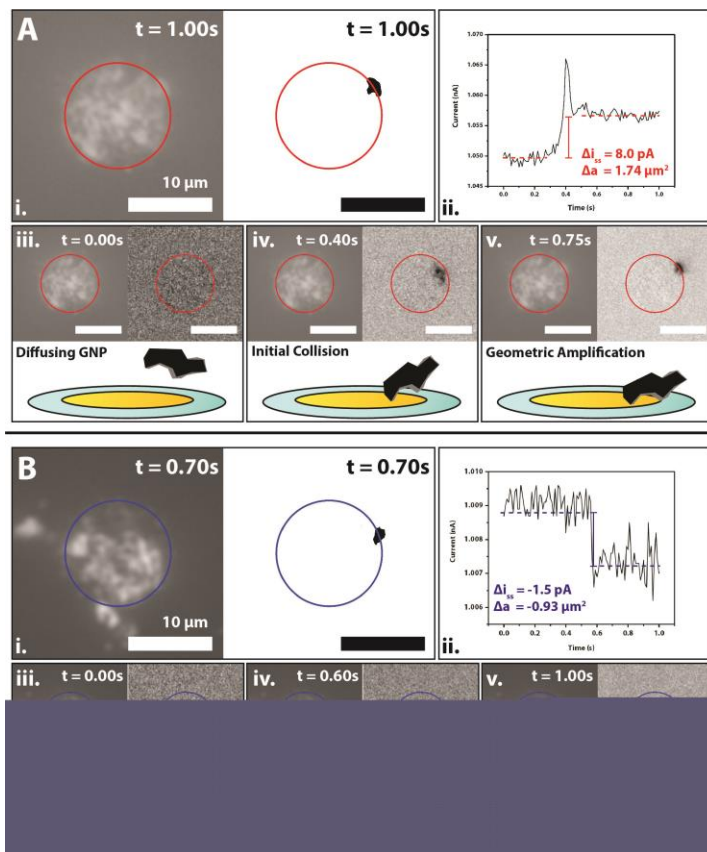 A
t = 1.00s
t = 1.00s
10 µm
i.
1.070
1.065
1.060
1.055
1.050
1.045
Current (nA)
0.0 0.2 0.4 0.6 0.8 1.0
Time (s)
Δiss = 8.0 pA
Δa = 1.74 µm²
ii.
iii. t = 0.00s
Diffusing GNP
iv. t = 0.40s
Initial Collision
v. t = 0.75s
Geometric Amplification
B
t = 0.70s
t = 0.70s
10 µm
i.
1.010
1.009
1.008
1.007
1.006
Current (nA)
0.0 0.2 0.4 0.6 0.8 1.0
Time (s)
Δiss = -1.5 pA
Δa = -0.93 µm²
ii.
iii. t = 0.00s
iv. t = 0.60s
v. t = 1.00s